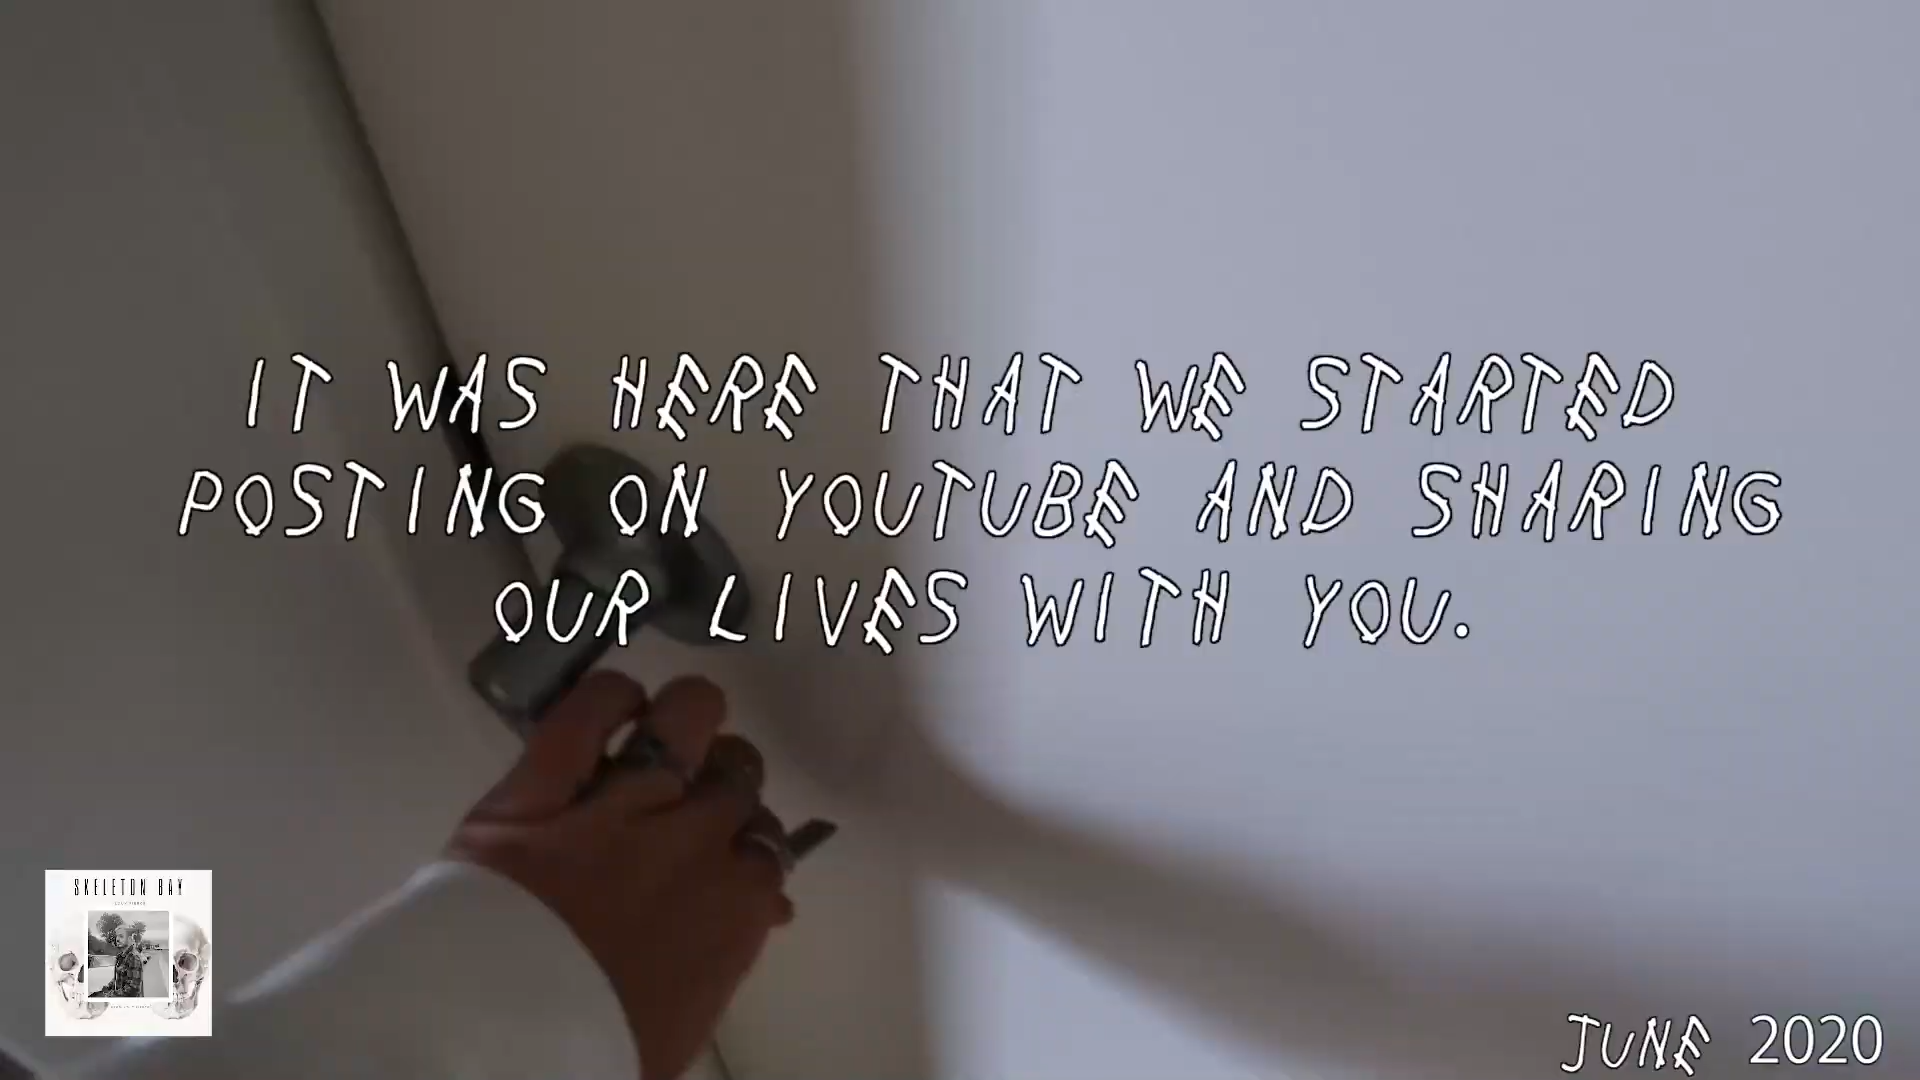 IT WAS HERE THAT WE STARTED
POSTING ON YOUTUBE AND SHARING
OUR LIVES WITH YOU.
SKELETON BAY
JUNE 2020